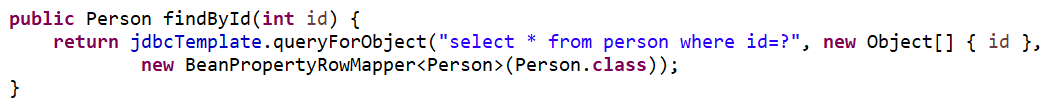 public Person findById(int id) {
    return jdbcTemplate.queryForObject("select * from person where id=?", new Object[] { id },
            new BeanPropertyRowMapper<Person>(Person.class));
}